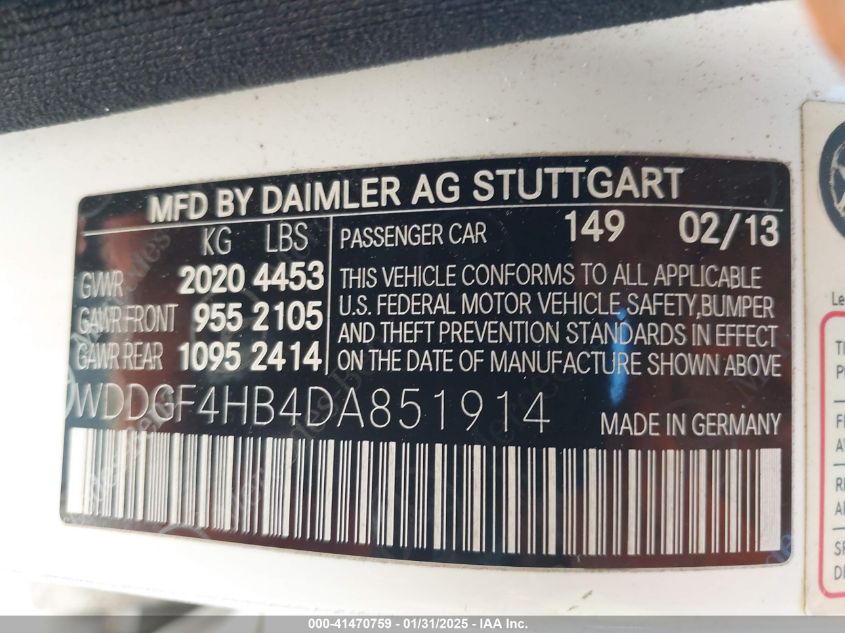 MFD BY DAIMLER AG STUTTGART
KG LBS
GVWR 2020 4453
GAWR FRONT 955 2105
GAWR REAR 1095 2414
PASSENGER CAR 149 02/13
THIS VEHICLE CONFORMS TO ALL APPLICABLE
U.S. FEDERAL MOTOR VEHICLE SAFETY,BUMPER
AND THEFT PREVENTION STANDARDS IN EFFECT
ON THE DATE OF MANUFACTURE SHOWN ABOVE
WDDGF4HB4DA851914
MADE IN GERMANY
Le
000-41470759 - 01/31/2025 - IAA Inc.